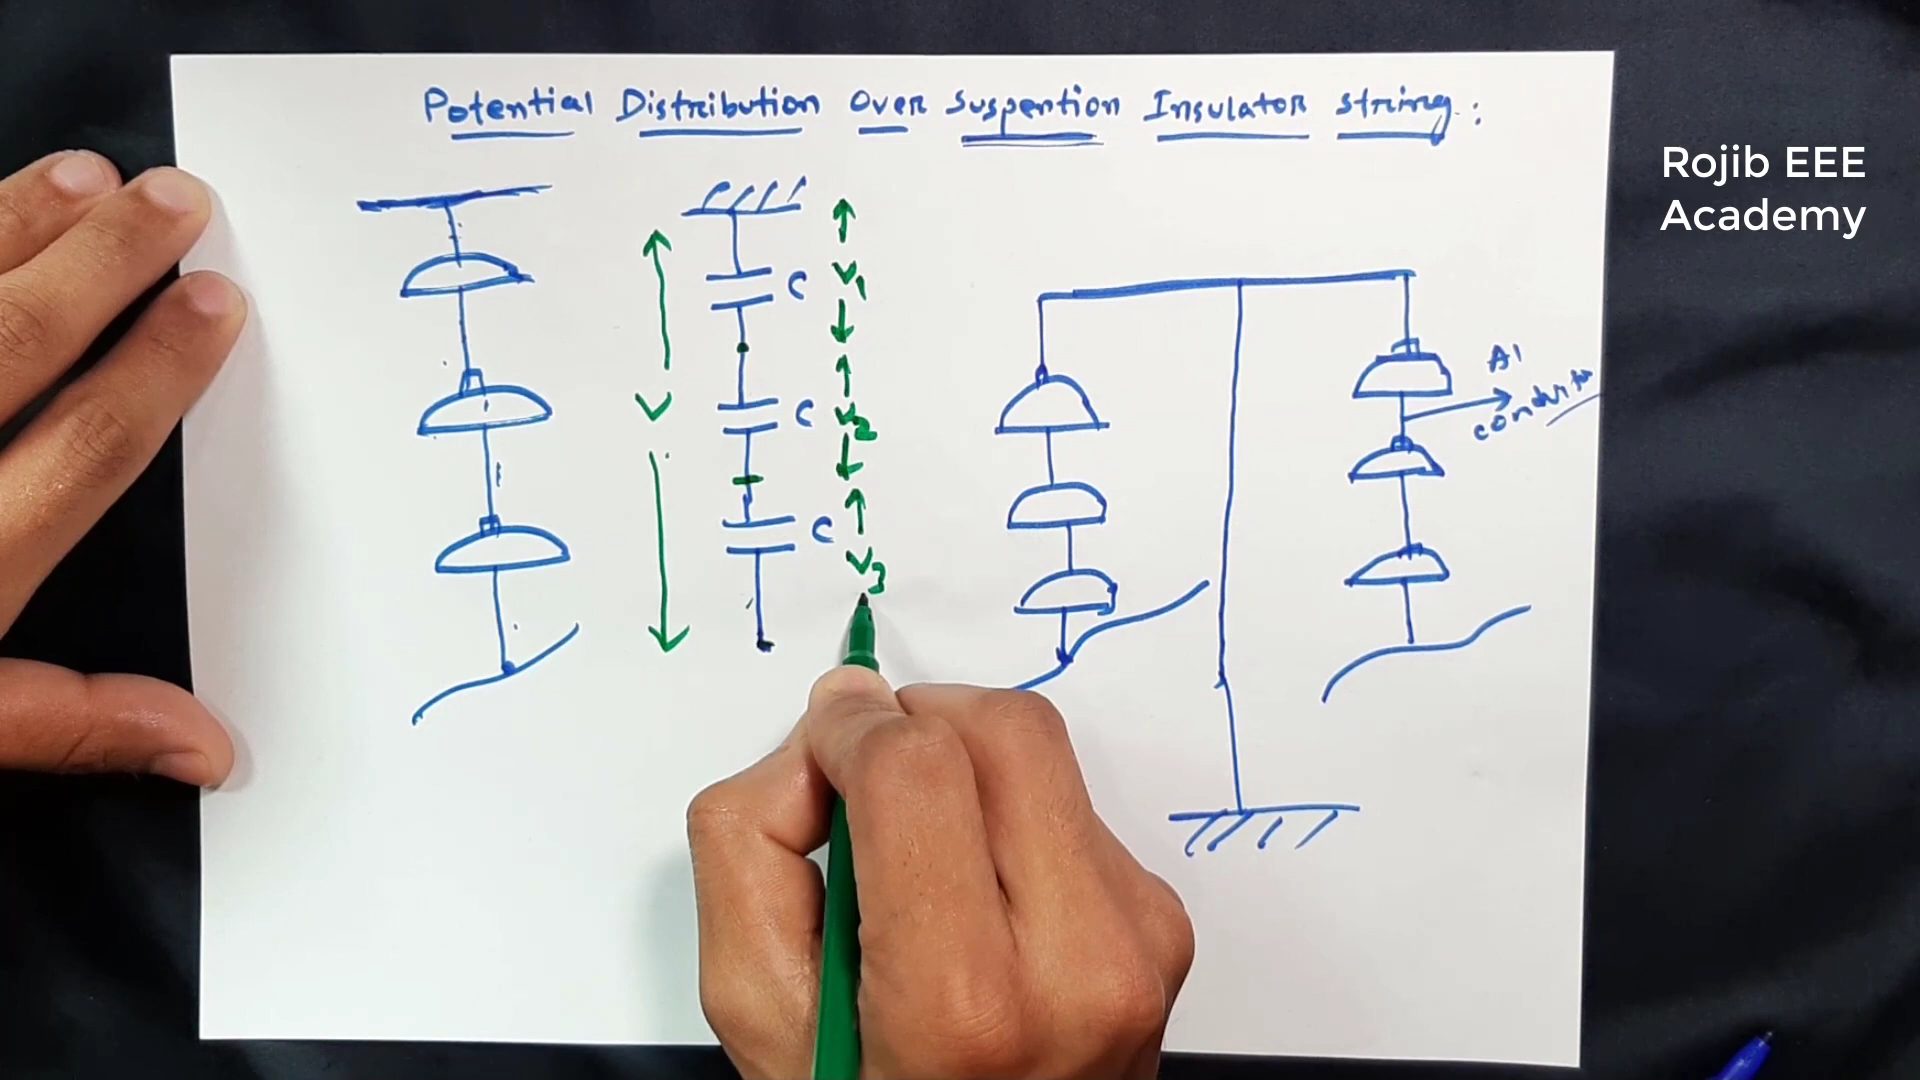 Potential Distribution Over Suspention Insulator string:
Rojib EEE
Academy
C
V1
V
C
V2
C
V3
Al
conductor